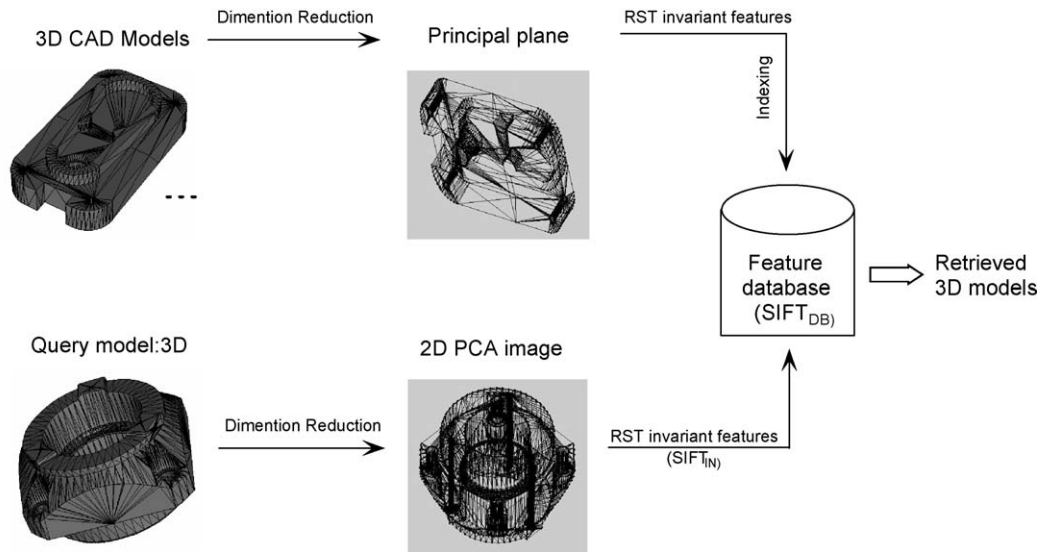 3D CAD Models
Dimention Reduction
Principal plane
RST invariant features
Indexing
...
Feature
database
(SIFT_DB)
Retrieved
3D models
Query model:3D
Dimention Reduction
2D PCA image
RST invariant features
(SIFT_IN)